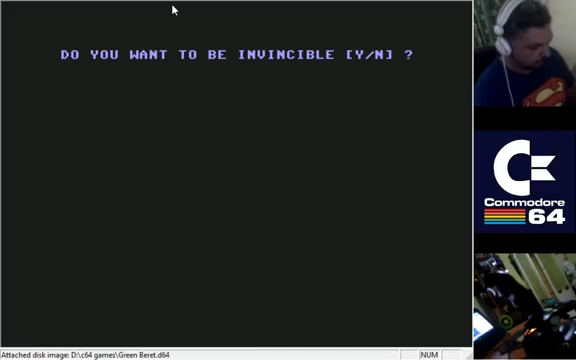 DO YOU WANT TO BE INVINCIBLE [Y/N] ?
Commodore
64
Attached disk image: D:\c64 games\Green Beret.d64
NUM